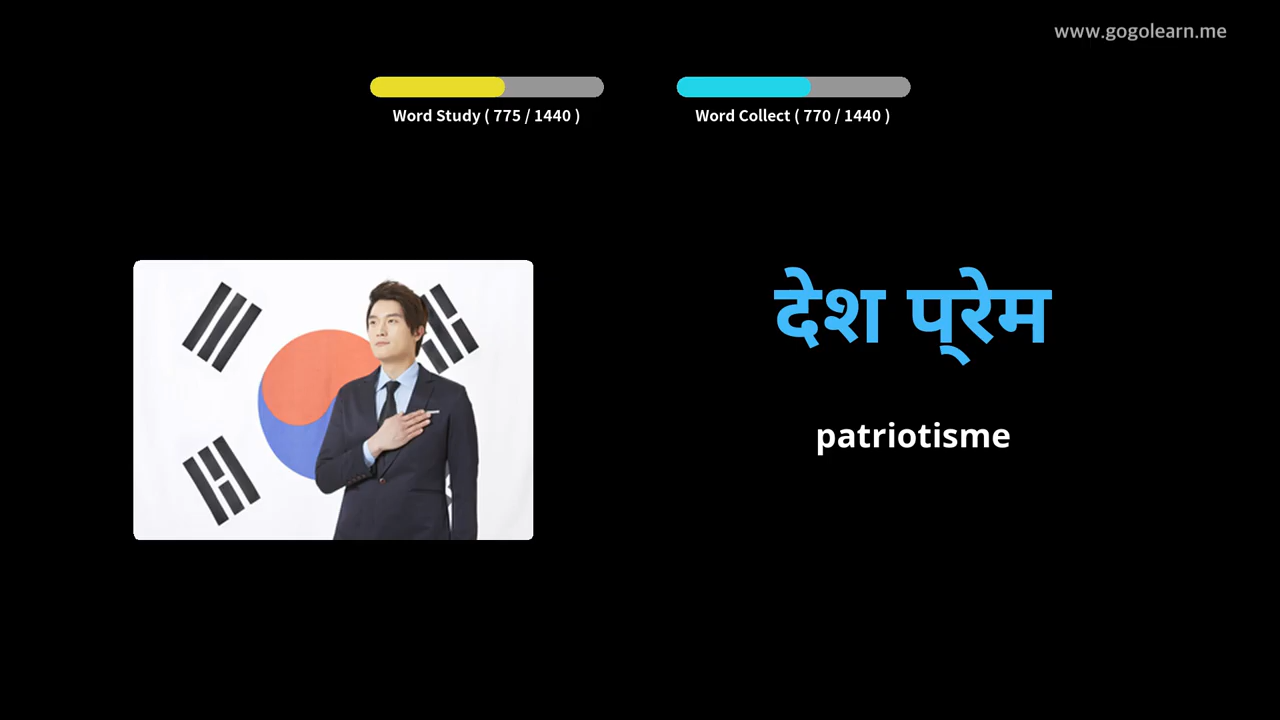 www.gogolearn.me
Word Study ( 775 / 1440 )
Word Collect ( 770 / 1440 )
देश प्रेम
patriotisme